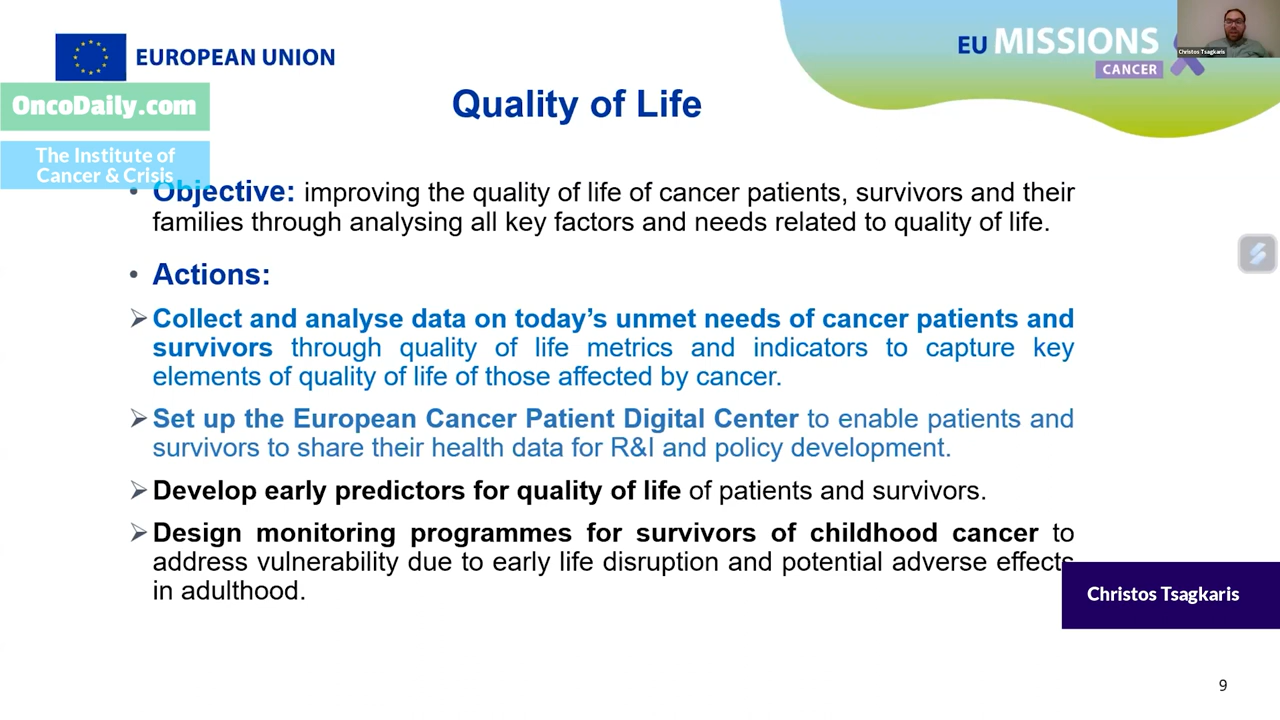 EUROPEAN UNION
EU MISSIONS
CANCER
Christos Tsagkaris
OncoDaily.com
The Institute of
Cancer & Crisis
Quality of Life
• Objective: improving the quality of life of cancer patients, survivors and their
families through analysing all key factors and needs related to quality of life.
• Actions:
➢ Collect and analyse data on today’s unmet needs of cancer patients and
survivors through quality of life metrics and indicators to capture key
elements of quality of life of those affected by cancer.
➢ Set up the European Cancer Patient Digital Center to enable patients and
survivors to share their health data for R&I and policy development.
➢ Develop early predictors for quality of life of patients and survivors.
➢ Design monitoring programmes for survivors of childhood cancer to
address vulnerability due to early life disruption and potential adverse effects
in adulthood.
Christos Tsagkaris
9